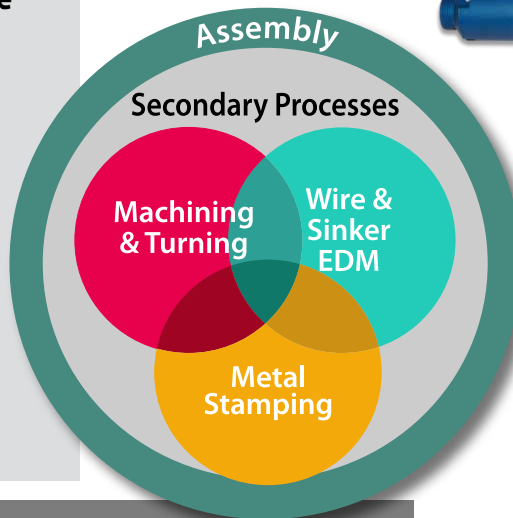 Assembly
Secondary Processes
Machining
& Turning
Wire &
Sinker
EDM
Metal
Stamping